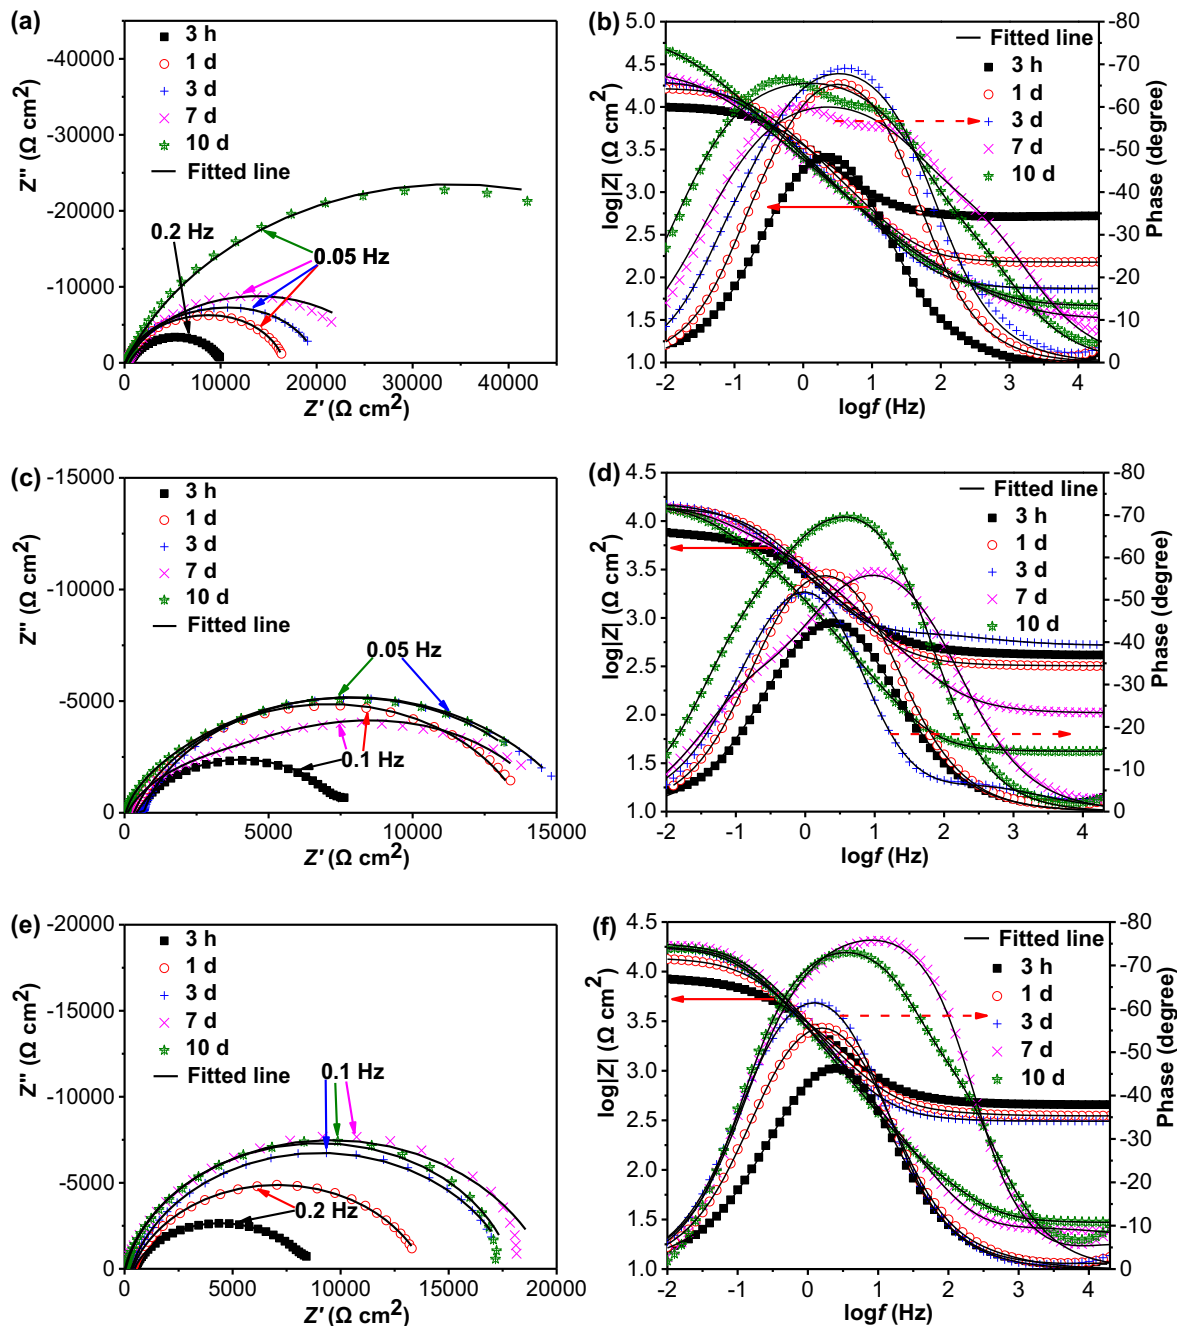 (a)
-40000
-30000
-20000
-10000
0
0
10000
20000
30000
40000
Z″ (Ω cm2)
Z′ (Ω cm2)
3 h
1 d
3 d
7 d
10 d
Fitted line
0.2 Hz
0.05 Hz
(b)
5.0
4.5
4.0
3.5
3.0
2.5
2.0
1.5
1.0
-2
-1
0
1
2
3
4
-80
-70
-60
-50
-40
-30
-20
-10
0
log|Z| (Ω cm2)
logf (Hz)
Phase (degree)
Fitted line
3 h
1 d
3 d
7 d
10 d
(c)
-15000
-10000
-5000
0
0
5000
10000
15000
Z″ (Ω cm2)
Z′ (Ω cm2)
3 h
1 d
3 d
7 d
10 d
Fitted line
0.05 Hz
0.1 Hz
(d)
4.5
4.0
3.5
3.0
2.5
2.0
1.5
1.0
-2
-1
0
1
2
3
4
-80
-70
-60
-50
-40
-30
-20
-10
0
log|Z| (Ω cm2)
logf (Hz)
Phase (degree)
Fitted line
3 h
1 d
3 d
7 d
10 d
(e)
-20000
-15000
-10000
-5000
0
0
5000
10000
15000
20000
Z″ (Ω cm2)
Z′ (Ω cm2)
3 h
1 d
3 d
7 d
10 d
Fitted line
0.1 Hz
0.2 Hz
(f)
4.5
4.0
3.5
3.0
2.5
2.0
1.5
1.0
-2
-1
0
1
2
3
4
-80
-70
-60
-50
-40
-30
-20
-10
0
log|Z| (Ω cm2)
logf (Hz)
Phase (degree)
Fitted line
3 h
1 d
3 d
7 d
10 d